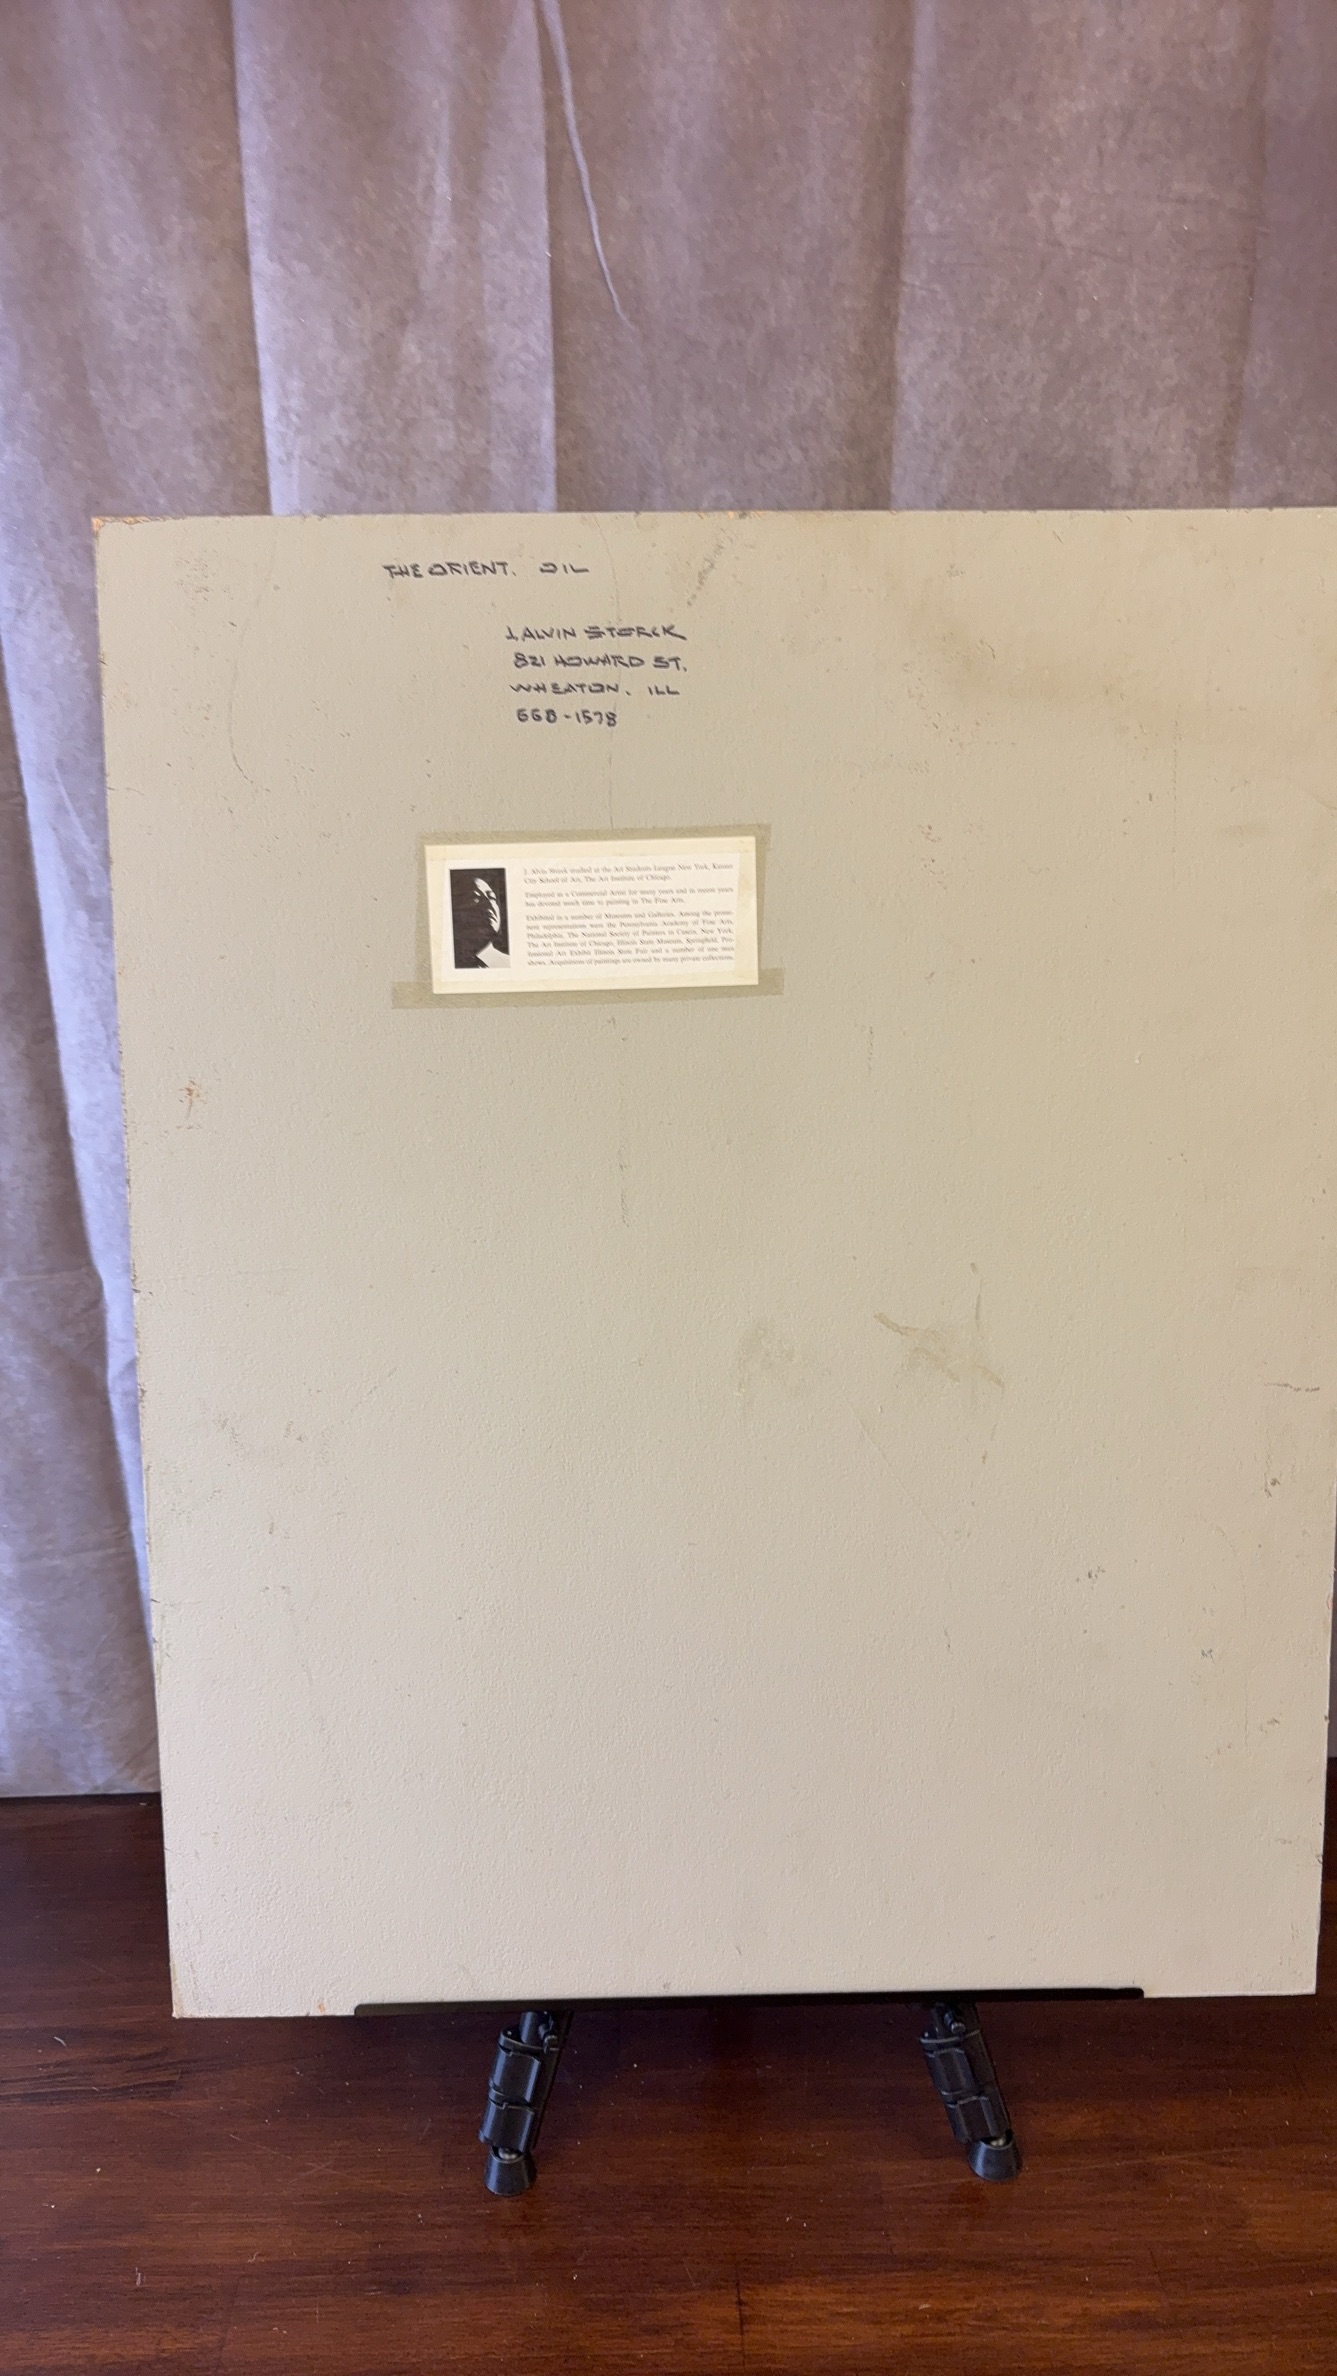 THE ORIENT. OIL
J. ALVIN STORCK
821 HOWARD ST.
WHEATON, ILL
668-1578
J. Alvin Storck studied at the Art Students League New York, Kansas
City School of Art, The Art Institute of Chicago.
Employed as a Commercial Artist for many years and in recent years
has devoted much time to painting in The Fine Arts.
Exhibited in a number of Museums and Galleries. Among the promi-
nent representations were the Pennsylvania Academy of Fine Arts,
Philadelphia, The National Society of Painters in Casein, New York,
The Art Institute of Chicago, Illinois State Museum, Springfield, Pro-
fessional Art Exhibit Illinois State Fair and a number of one man
shows. Acquisitions of paintings are owned by many private collections.